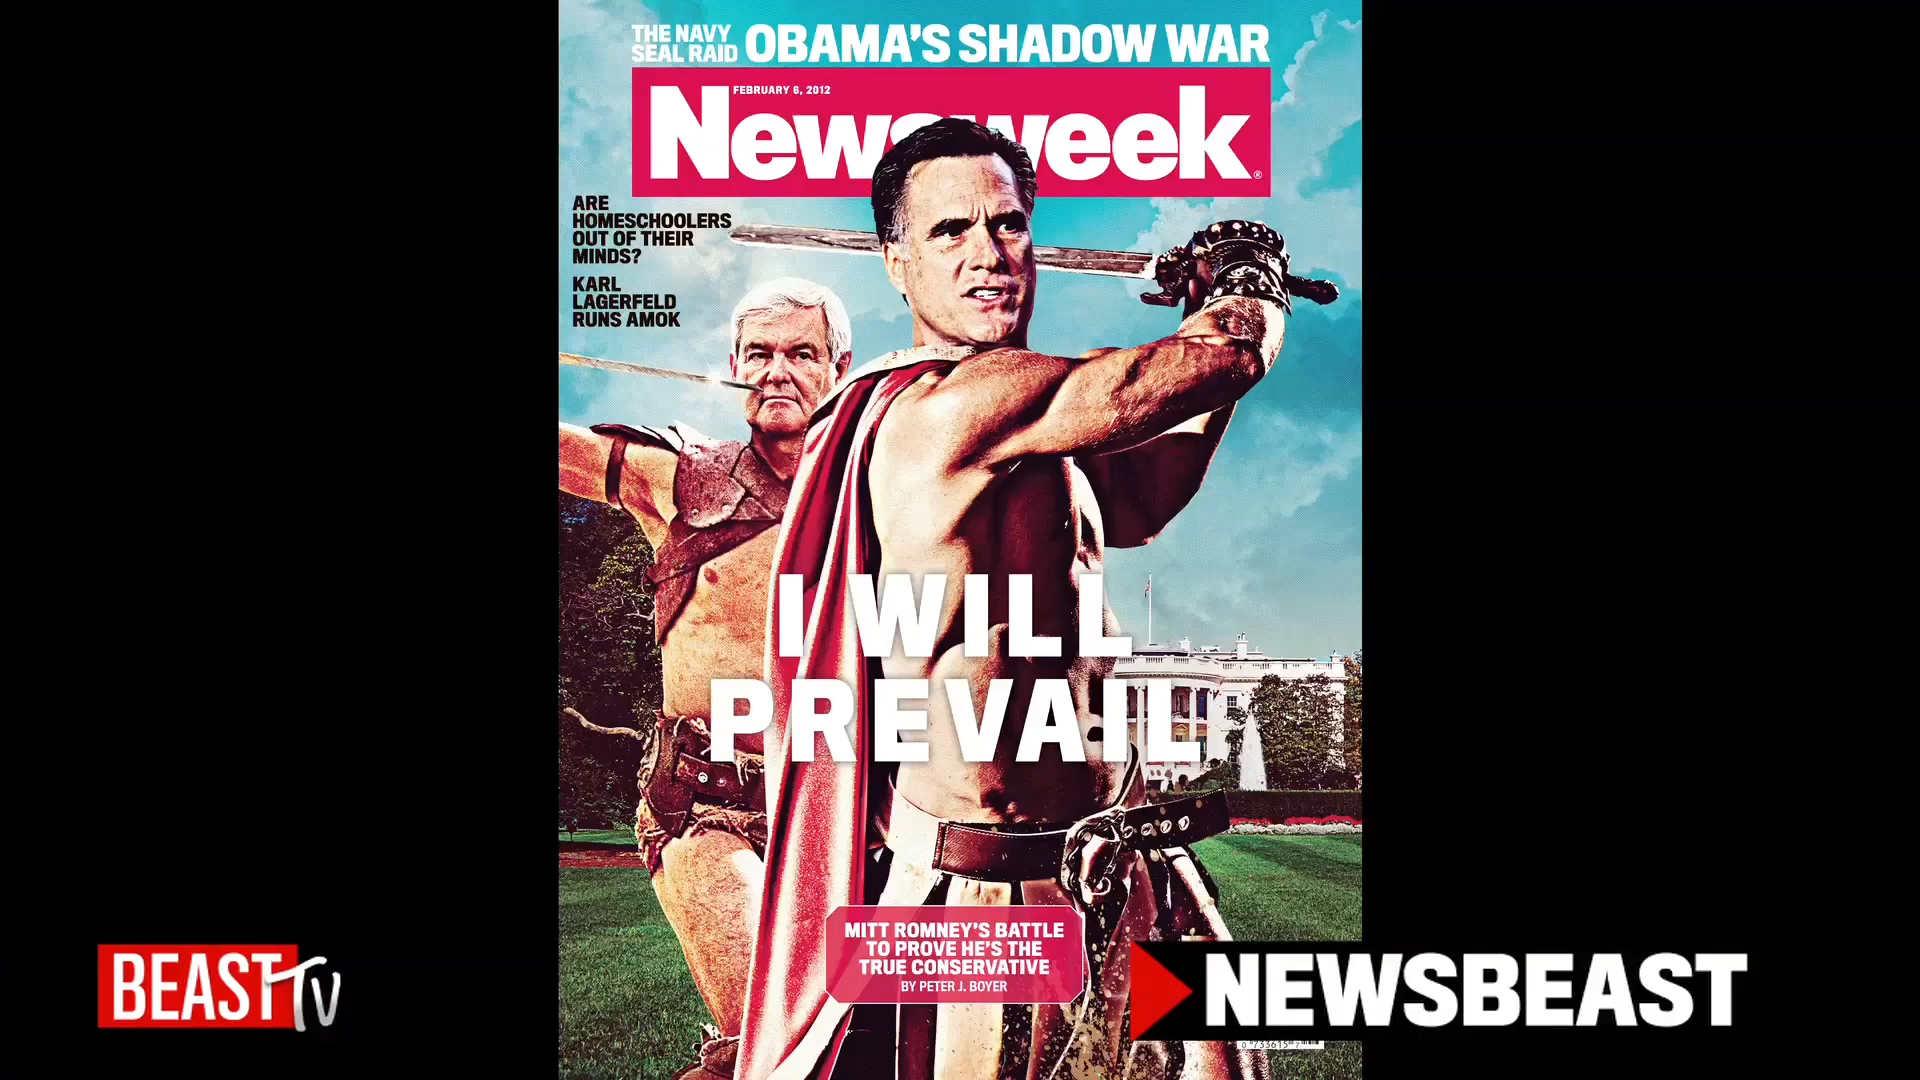 THE NAVY
SEAL RAID
OBAMA'S SHADOW WAR
FEBRUARY 6, 2012
Newsweek
ARE
HOMESCHOOLERS
OUT OF THEIR
MINDS?
KARL
LAGERFELD
RUNS AMOK
I WILL
PREVAIL
MITT ROMNEY'S BATTLE
TO PROVE HE'S THE
TRUE CONSERVATIVE
BY PETER J. BOYER
BEAST TV
NEWSBEAST